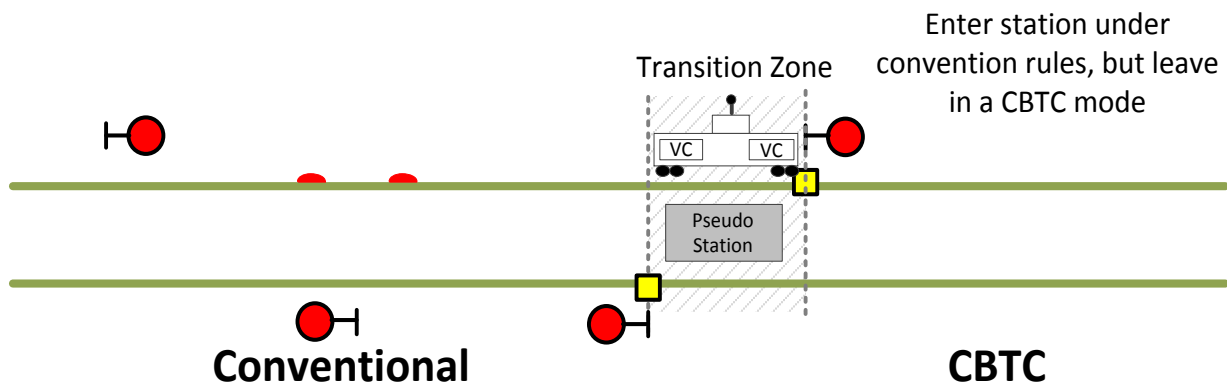 Enter station under
convention rules, but leave
in a CBTC mode
Transition Zone
VC VC
Pseudo
Station
Conventional CBTC